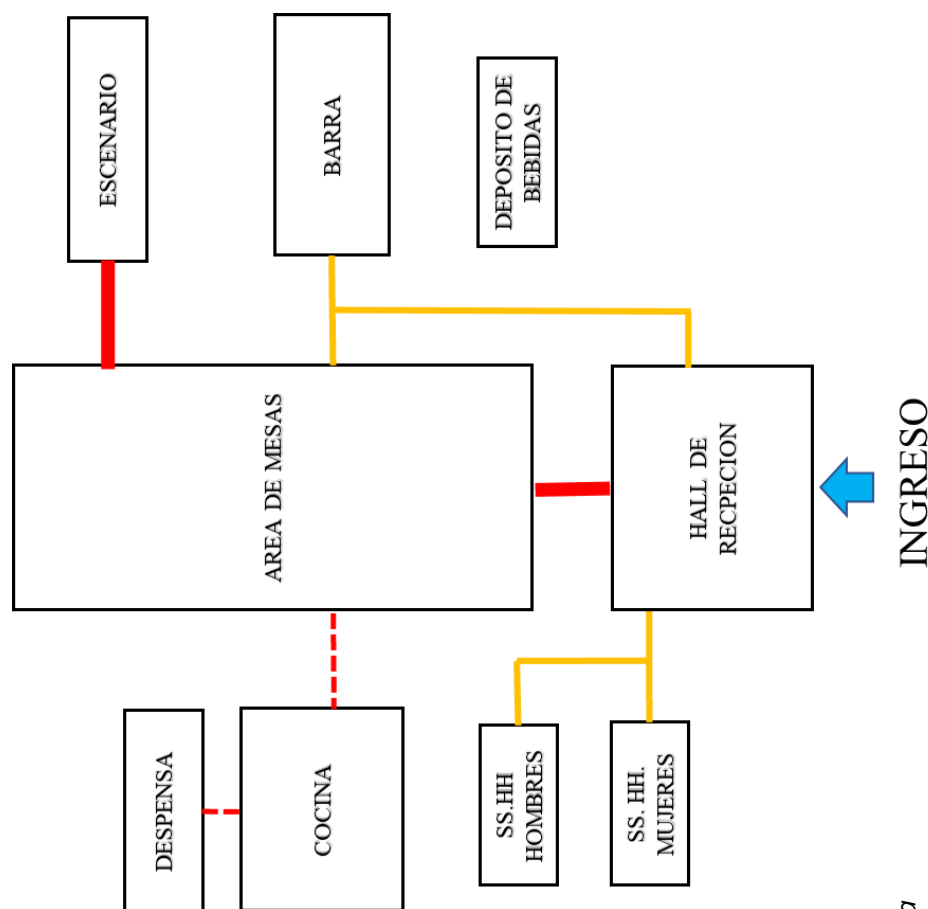 ESCENARIO
BARRA
DEPOSITO DE
BEBIDAS
AREA DE MESAS
HALL DE
RECPECION
INGRESO
DESPENSA
COCINA
SS.HH
HOMBRES
SS. HH.
MUJERES
a